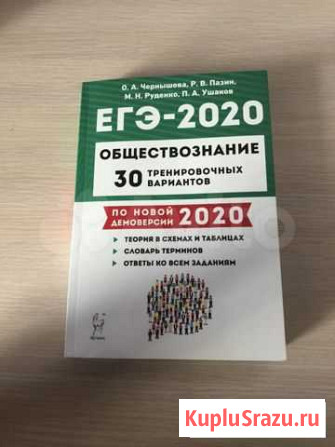 О. А. Чернышева, Р. В. Пазин,
М. Н. Руденко, П. А. Ушаков
ЕГЭ-2020
ОБЩЕСТВОЗНАНИЕ
30 ТРЕНИРОВОЧНЫХ
ВАРИАНТОВ
ПО НОВОЙ
ДЕМОВЕРСИИ 2020
ТЕОРИЯ В СХЕМАХ И ТАБЛИЦАХ
СЛОВАРЬ ТЕРМИНОВ
ОТВЕТЫ КО ВСЕМ ЗАДАНИЯМ
KupluSrazu.ru